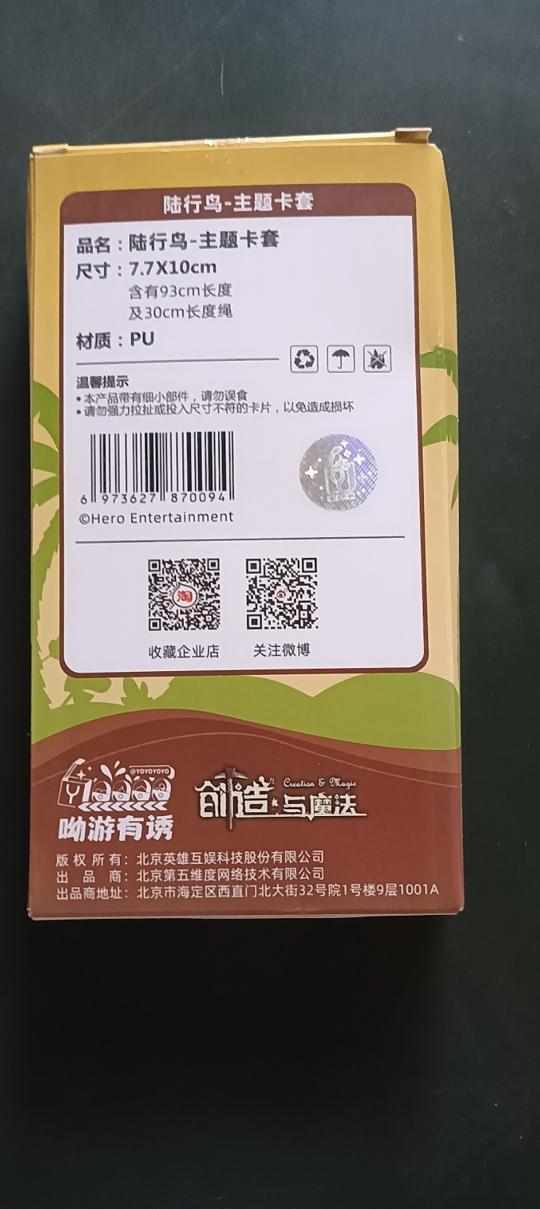 陆行鸟-主题卡套
品名：陆行鸟-主题卡套
尺寸：7.7X10cm
含有93cm长度
及30cm长度绳
材质：PU
温馨提示
• 本产品带有细小部件，请勿误食
• 请勿强力拉扯或投入尺寸不符的卡片，以免造成损坏
6 973627 870094
©Hero Entertainment
淘
收藏企业店 关注微博
@YOYOYOYO
呦游有诱
创造与魔法
Creation & Magic
版权所有：北京英雄互娱科技股份有限公司
出品商：北京第五维度网络技术有限公司
出品商地址：北京市海定区西直门北大街32号院1号楼9层1001A